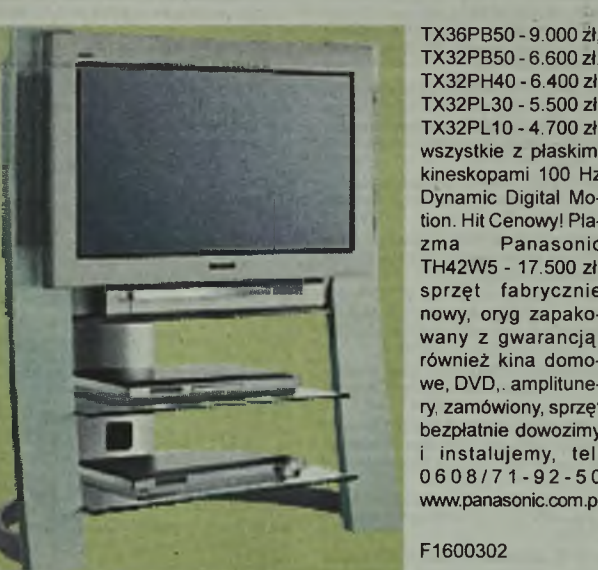 TX36PB50 - 9.000 zł
TX32PB50 - 6.600 zł
TX32PH40 - 6.400 zł
TX32PL30 - 5.500 zł
TX32PL10 - 4.700 zł
wszystkie z płaskim
kineskopami 100 Hz
Dynamic Digital Mo-
tion. Hit Cenowy! Pla-
zma Panasonic
TH42W5 - 17.500 zł
sprzęt fabrycznie
nowy, oryg zapako-
wany z gwarancją
również kina domo-
we, DVD,. amplitune-
ry, zamówiony, sprzęt
bezpłatnie dowozimy
i instalujemy, tel
0608/71-92-50
www.panasonic.com.p
F1600302